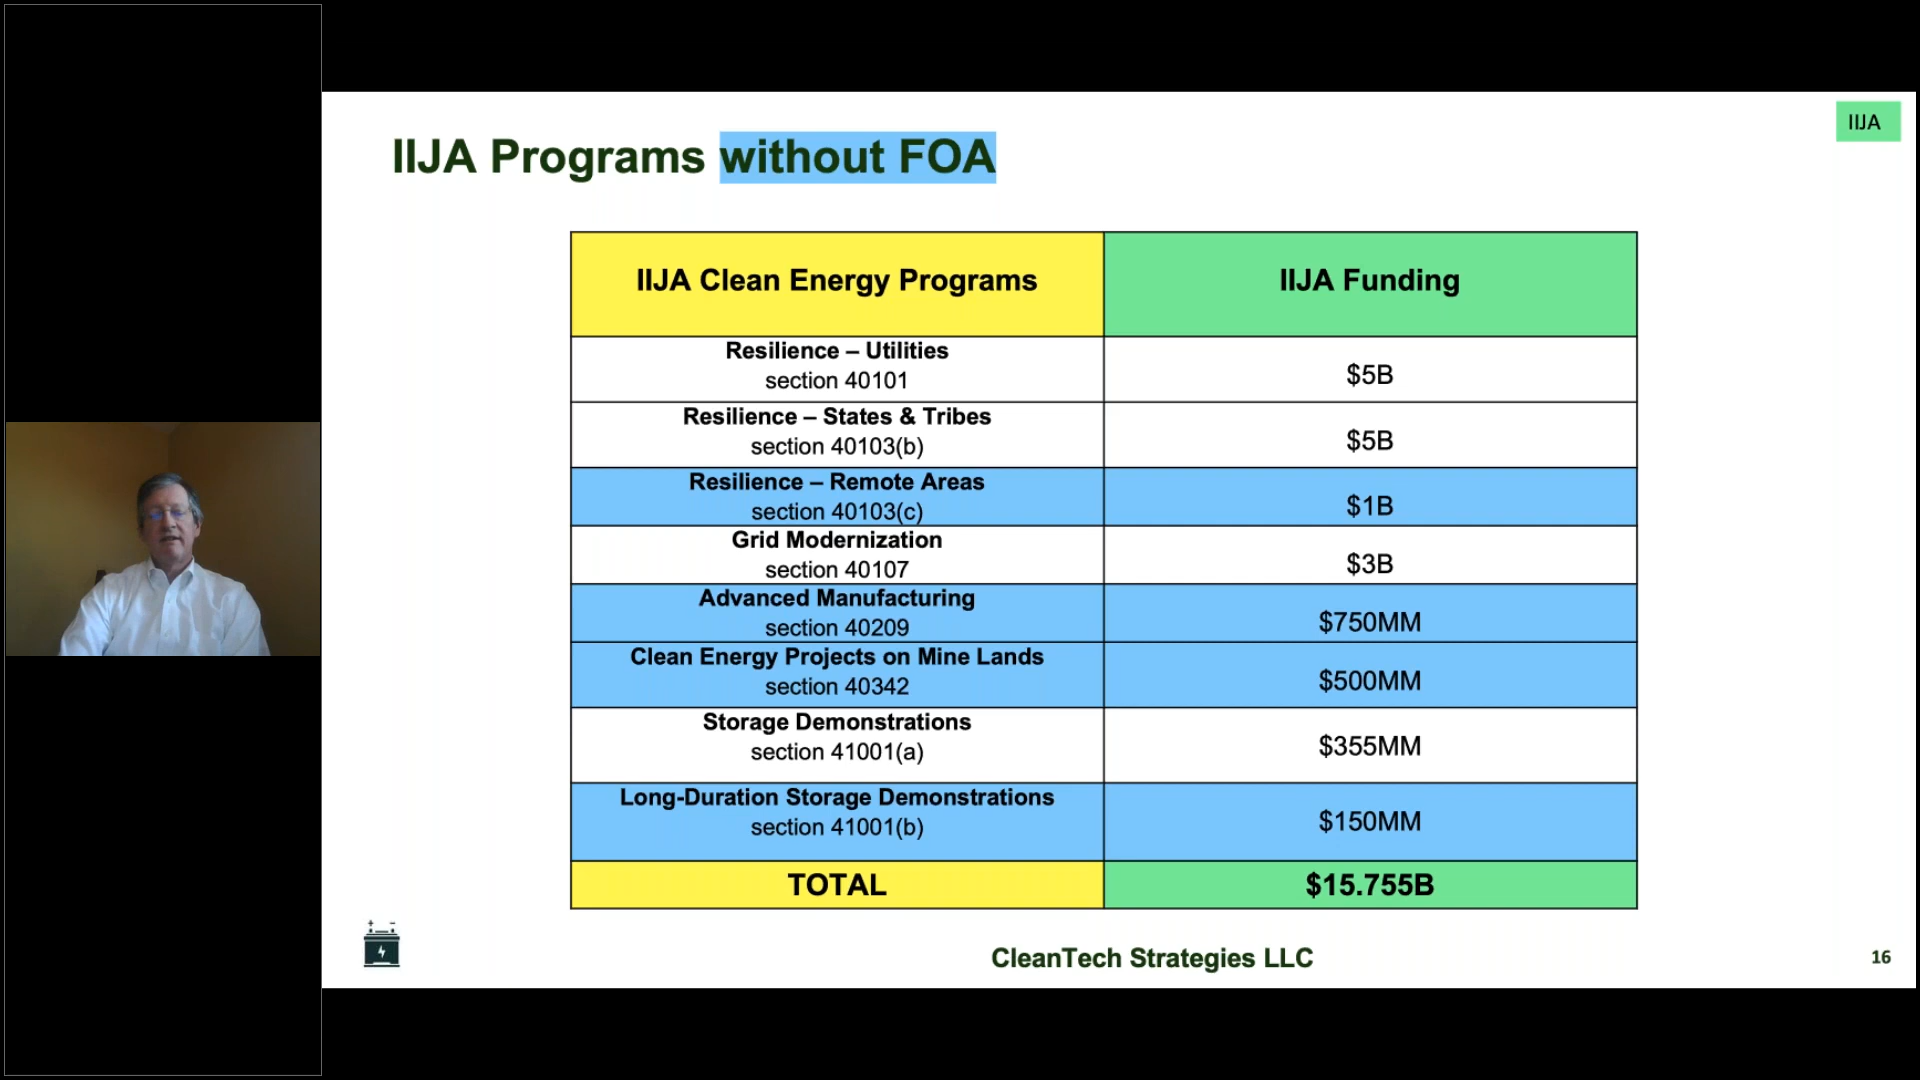 IIJA
IIJA Programs without FOA
IIJA Clean Energy Programs
IIJA Funding
Resilience – Utilities
section 40101
$5B
Resilience – States & Tribes
section 40103(b)
$5B
Resilience – Remote Areas
section 40103(c)
$1B
Grid Modernization
section 40107
$3B
Advanced Manufacturing
section 40209
$750MM
Clean Energy Projects on Mine Lands
section 40342
$500MM
Storage Demonstrations
section 41001(a)
$355MM
Long-Duration Storage Demonstrations
section 41001(b)
$150MM
TOTAL
$15.755B
CleanTech Strategies LLC
16